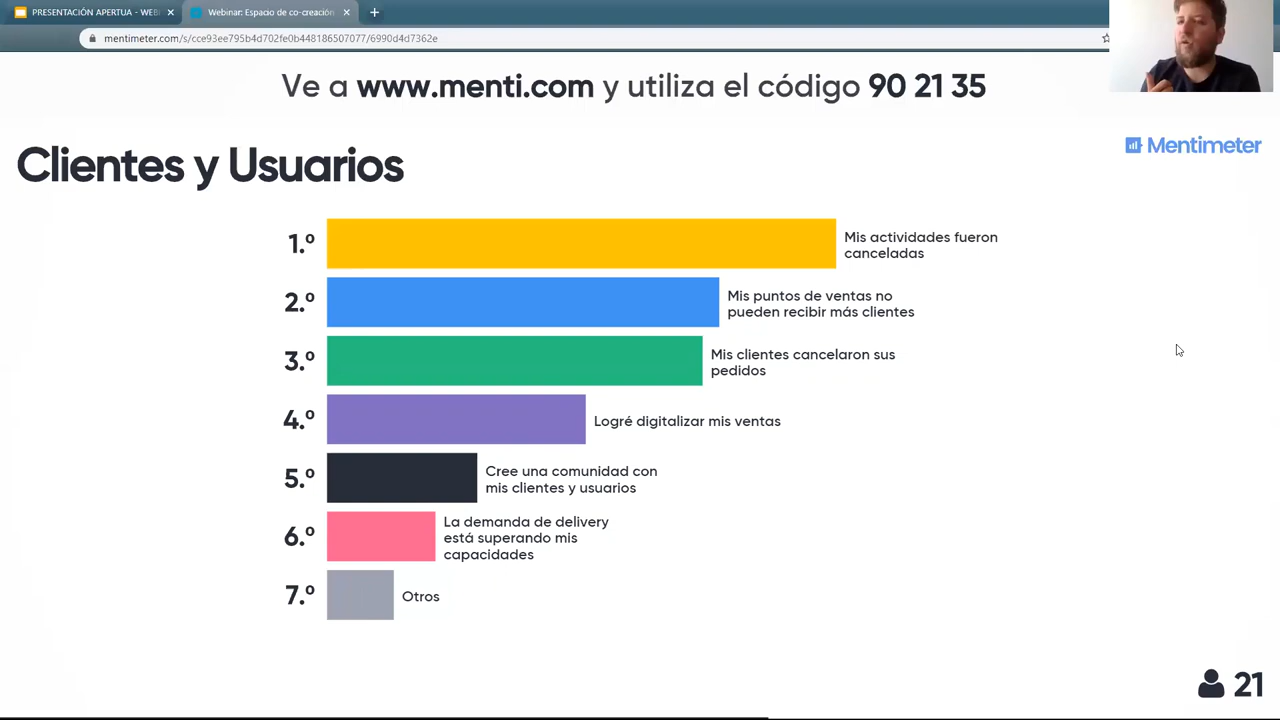 PRESENTACIÓN APERTUA - WEB
Webinar: Espacio de co-creación
mentimeter.com/s/cce93ee795b4d702fe0b448186507077/6990d4d7362e
Ve a www.menti.com y utiliza el código 90 21 35
Mentimeter
Clientes y Usuarios
1.º
Mis actividades fueron
canceladas
2.º
Mis puntos de ventas no
pueden recibir más clientes
3.º
Mis clientes cancelaron sus
pedidos
4.º
Logré digitalizar mis ventas
5.º
Cree una comunidad con
mis clientes y usuarios
6.º
La demanda de delivery
está superando mis
capacidades
7.º
Otros
21